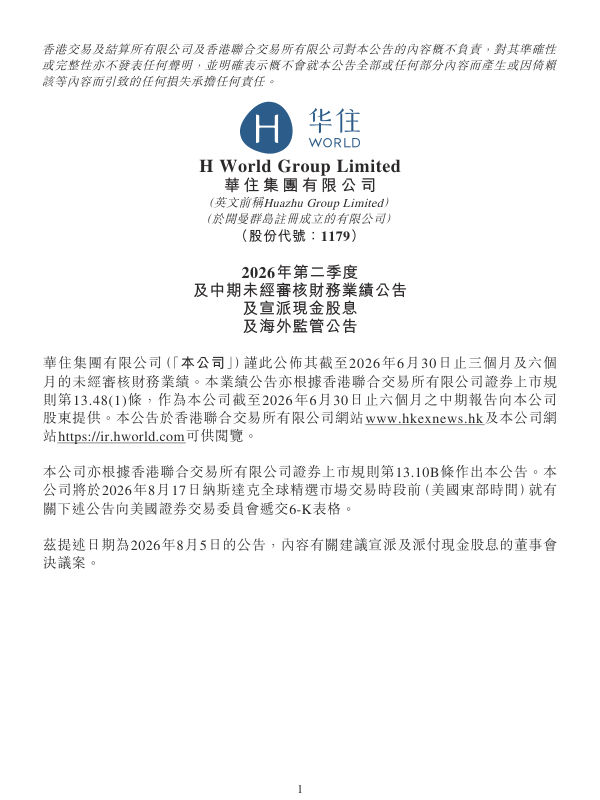 香港交易及結算所有限公司及香港聯合交易所有限公司對本公告的內容概不負責，對其準確性
或完整性亦不發表任何聲明，並明確表示概不會就本公告全部或任何部分內容而產生或因倚賴
該等內容而引致的任何損失承擔任何責任。
H 华住
WORLD
H World Group Limited
華住集團有限公司
(英文前稱Huazhu Group Limited)
(於開曼群島註冊成立的有限公司)
（股份代號：1179）
2026年第二季度
及中期未經審核財務業績公告
及宣派現金股息
及海外監管公告
華住集團有限公司（「本公司」）謹此公佈其截至2026年6月30日止三個月及六個
月的未經審核財務業績。本業績公告亦根據香港聯合交易所有限公司證券上市規
則第13.48(1)條，作為本公司截至2026年6月30日止六個月之中期報告向本公司
股東提供。本公告於香港聯合交易所有限公司網站www.hkexnews.hk及本公司網
站https://ir.hworld.com可供閱覽。
本公司亦根據香港聯合交易所有限公司證券上市規則第13.10B條作出本公告。本
公司將於2026年8月17日納斯達克全球精選市場交易時段前（美國東部時間）就有
關下述公告向美國證券交易委員會遞交6-K表格。
茲提述日期為2026年8月5日的公告，內容有關建議宣派及派付現金股息的董事會
決議案。
1